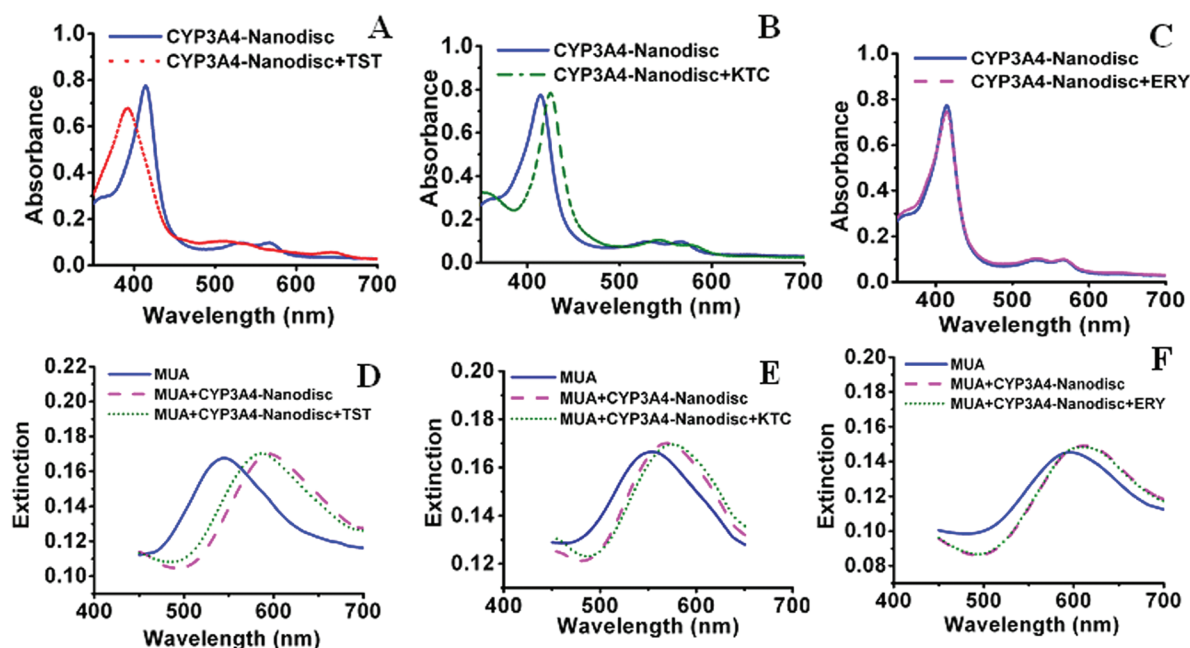 A
CYP3A4-Nanodisc
CYP3A4-Nanodisc+TST
Absorbance
1.0
0.8
0.6
0.4
0.2
0.0
400 500 600 700
Wavelength (nm)
B
CYP3A4-Nanodisc
CYP3A4-Nanodisc+KTC
Absorbance
1.0
0.8
0.6
0.4
0.2
0.0
400 500 600 700
Wavelength (nm)
C
CYP3A4-Nanodisc
CYP3A4-Nanodisc+ERY
Absorbance
1.0
0.8
0.6
0.4
0.2
0.0
400 500 600 700
Wavelength (nm)
D
MUA
MUA+CYP3A4-Nanodisc
MUA+CYP3A4-Nanodisc+TST
Extinction
0.22
0.20
0.18
0.16
0.14
0.12
0.10
400 500 600 700
Wavelength (nm)
E
MUA
MUA+CYP3A4-Nanodisc
MUA+CYP3A4-Nanodisc+KTC
Extinction
0.20
0.18
0.16
0.14
0.12
400 500 600 700
Wavelength (nm)
F
MUA
MUA+CYP3A4-Nanodisc
MUA+CYP3A4-Nanodisc+ERY
Extinction
0.20
0.18
0.16
0.14
0.12
0.10
0.08
400 500 600 700
Wavelength (nm)